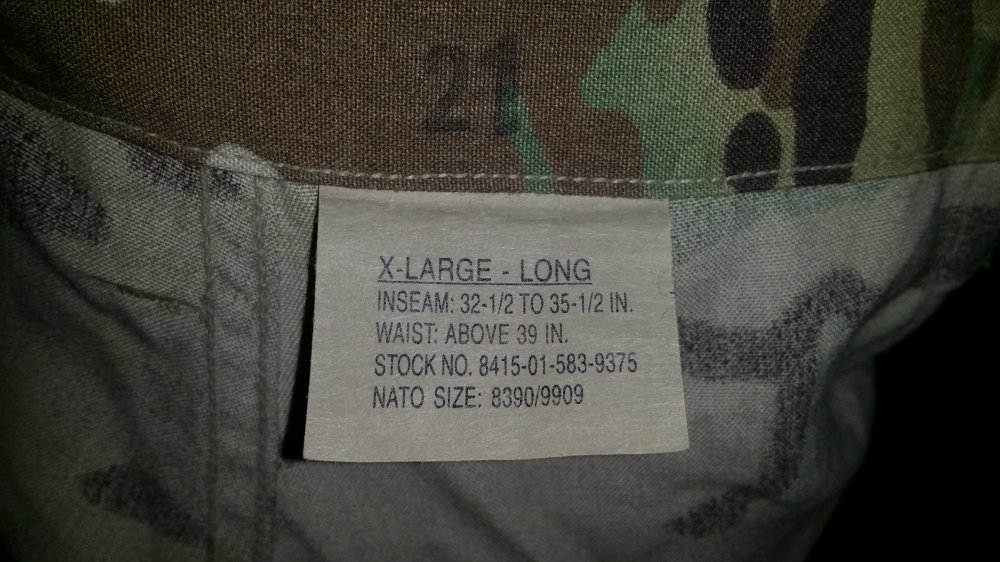 21
X-LARGE - LONG
INSEAM: 32-1/2 TO 35-1/2 IN.
WAIST: ABOVE 39 IN.
STOCK NO. 8415-01-583-9375
NATO SIZE: 8390/9909